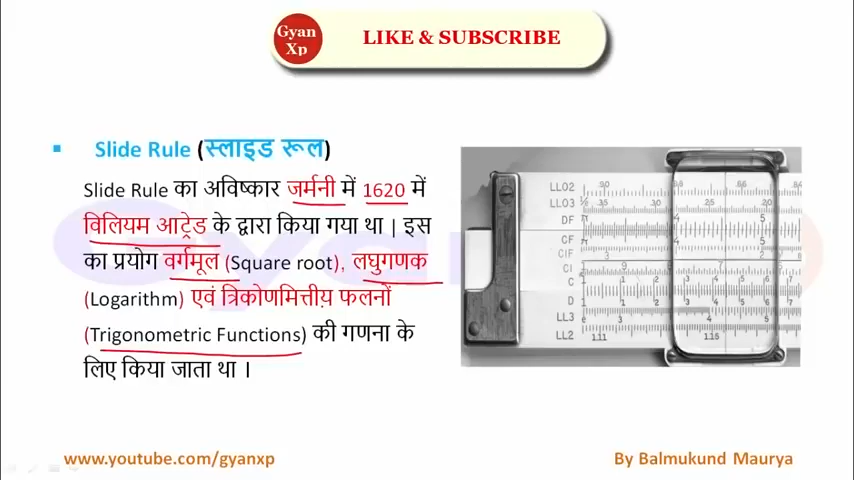 Gyan
Xp
LIKE & SUBSCRIBE
Slide Rule (स्लाइड रूल)
Slide Rule का अविष्कार जर्मनी में 1620 में
विलियम आट्रेड के द्वारा किया गया था | इस
का प्रयोग वर्गमूल (Square root), लघुगणक
(Logarithm) एवं त्रिकोणमित्तीय फलनों
(Trigonometric Functions) की गणना के
लिए किया जाता था ।
LL02
LL03
DF
CF
CIF
CI
C
D
LL3
LL2
www.youtube.com/gyanxp
By Balmukund Maurya